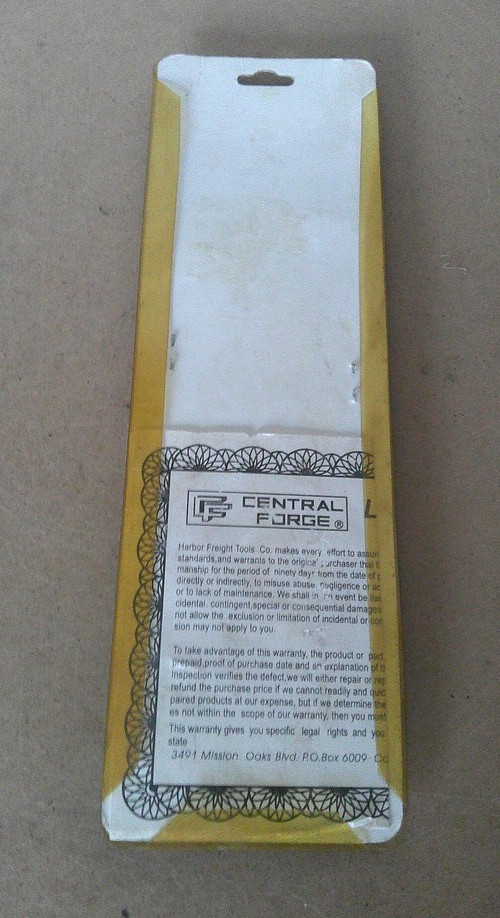 CENTRAL
FORGE ®
L
Harbor Freight Tools Co. makes every effort to assur
standards,and warrants to the original purchaser that t
manship for the period of ninety days from the date of p
directly or indirectly, to misuse abuse, negligence or ac
or to lack of maintenance. We shall in no event be
cidental, contingent,special or consequential damages
not allow the exclusion or limitation of incidental or con
sion may not apply to you.
To take advantage of this warranty, the product or part
prepaid,proof of purchase date and an explanation of t
Inspection verifies the defect,we will either repair or rep
refund the purchase price if we cannot readily and quic
paired products at our expense, but if we determine the
es not within the scope of our warranty, then you must
This warranty gives you specific legal rights and you
state
3491 Mission Oaks Blvd. P.O.Box 6009 Ca